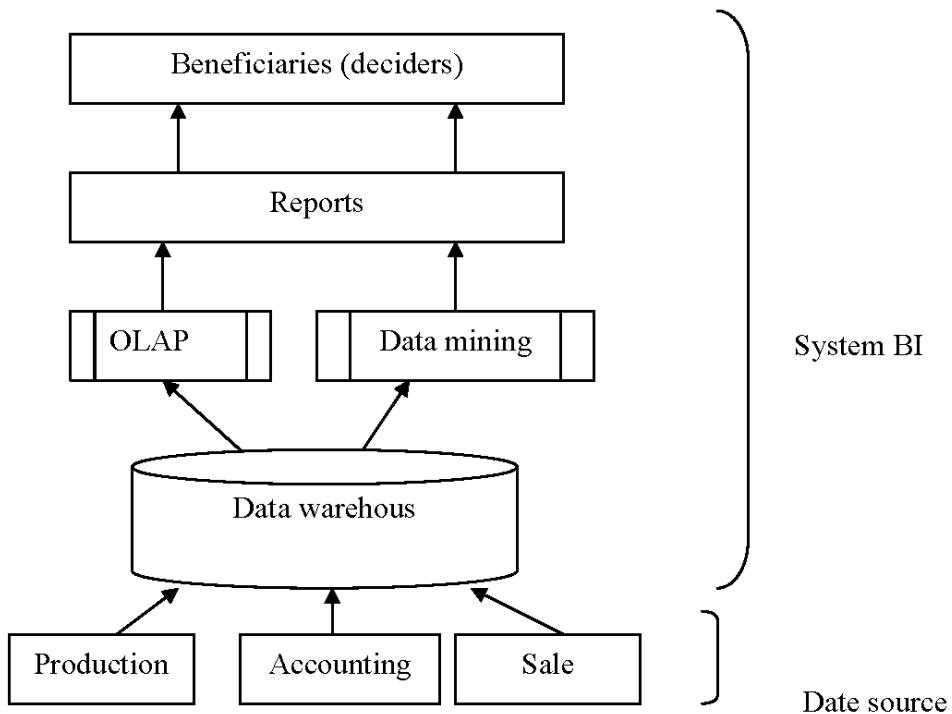 Beneficiaries (deciders)
Reports
OLAP
Data mining
System BI
Data warehous
Production
Accounting
Sale
Date source